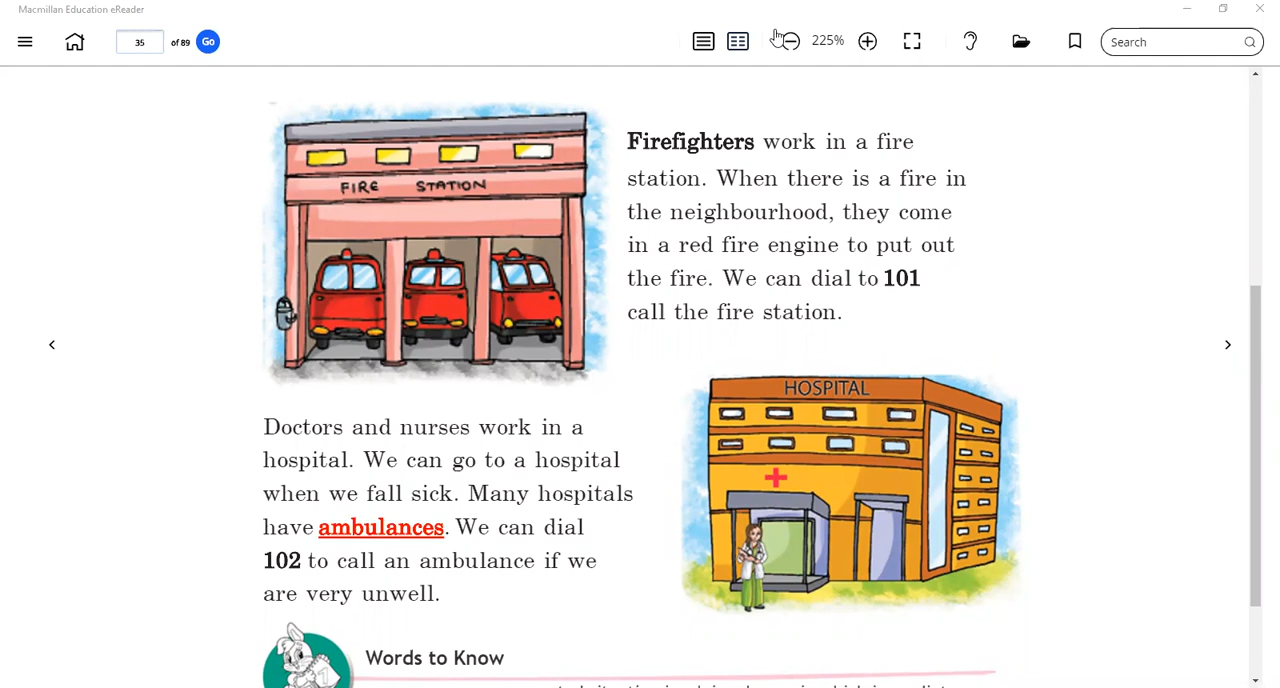 Macmillan Education eReader
35 of 89 Go 225% Search
FIRE STATION
Firefighters work in a fire
station. When there is a fire in
the neighbourhood, they come
in a red fire engine to put out
the fire. We can dial to 101
call the fire station.
HOSPITAL
Doctors and nurses work in a
hospital. We can go to a hospital
when we fall sick. Many hospitals
have ambulances. We can dial
102 to call an ambulance if we
are very unwell.
Words to Know